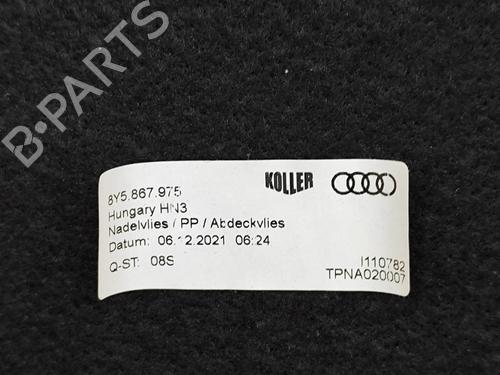 B-PARTS
KOLLER
8Y5.867.975
Hungary HN3
Nadelvlies / PP / Abdeckvlies
Datum: 06.12.2021 06:24
Q-ST: 08S
I110782
TPNA020007